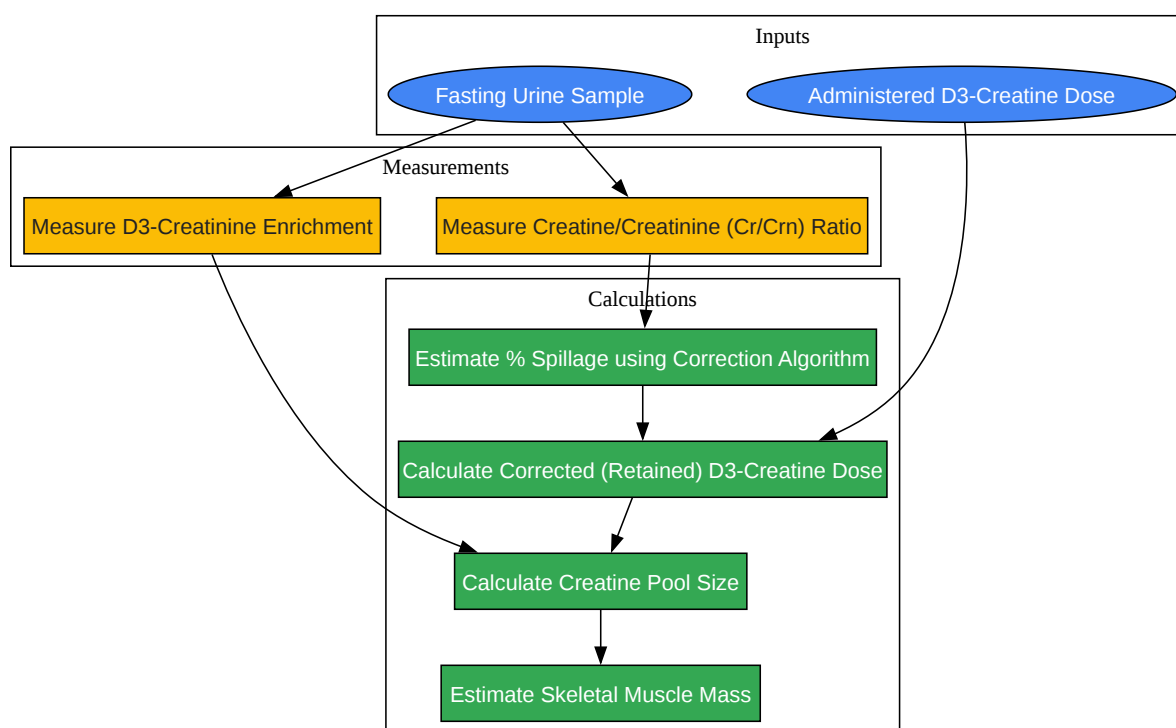 Inputs
Fasting Urine Sample
Administered D3-Creatine Dose
Measurements
Measure D3-Creatinine Enrichment
Measure Creatine/Creatinine (Cr/Crn) Ratio
Calculations
Estimate % Spillage using Correction Algorithm
Calculate Corrected (Retained) D3-Creatine Dose
Calculate Creatine Pool Size
Estimate Skeletal Muscle Mass